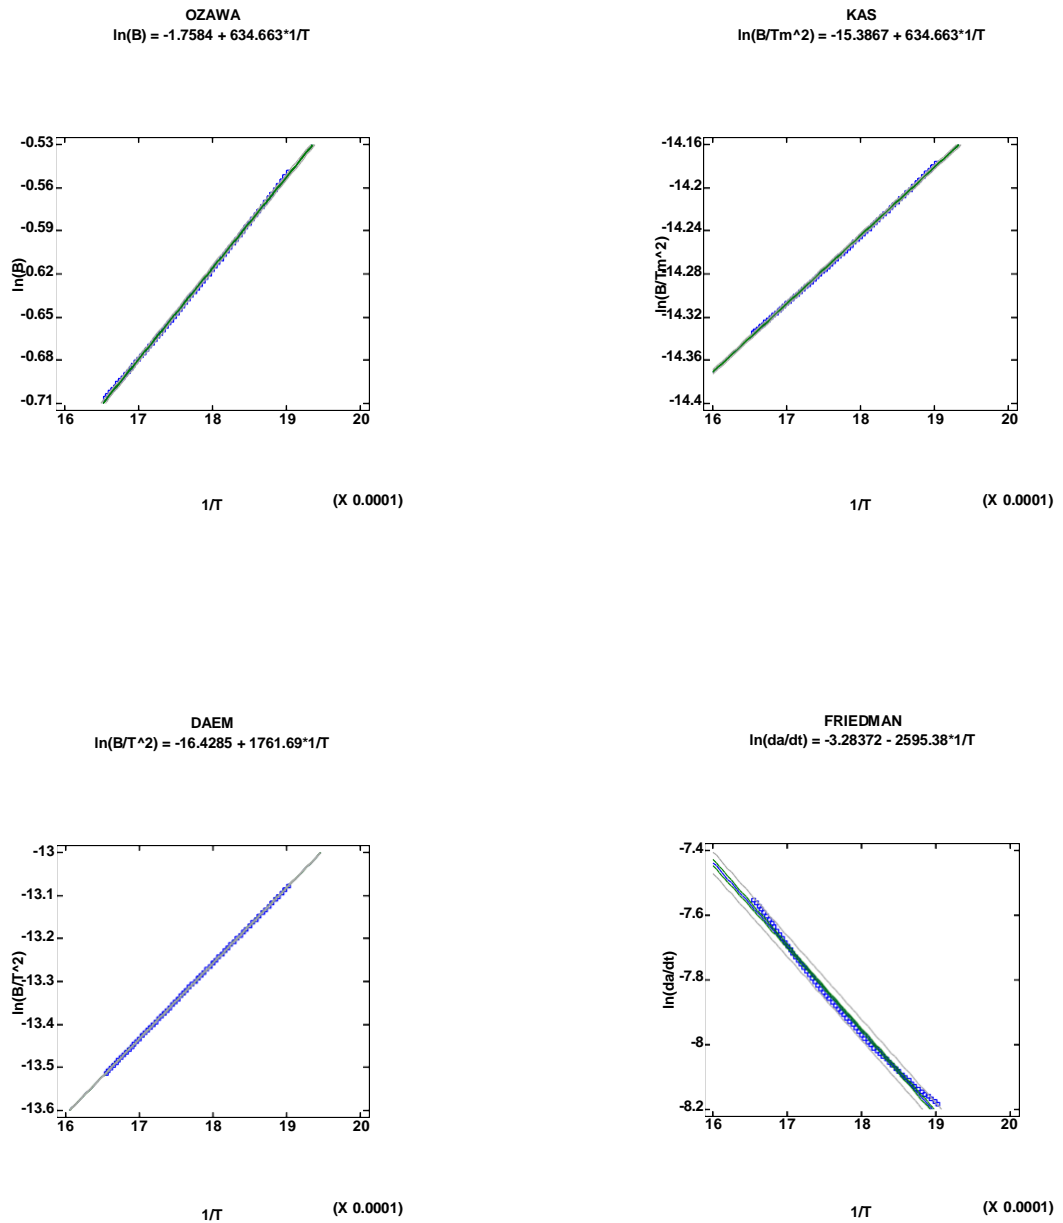 OZAWA
ln(B) = -1.7584 + 634.663*1/T
-0.53
-0.56
-0.59
-0.62
-0.65
-0.68
-0.71
ln(B)
16 17 18 19 20
1/T
(X 0.0001)
KAS
ln(B/Tm^2) = -15.3867 + 634.663*1/T
-14.16
-14.2
-14.24
-14.28
-14.32
-14.36
-14.4
ln(B/Tm^2)
16 17 18 19 20
1/T
(X 0.0001)
DAEM
ln(B/T^2) = -16.4285 + 1761.69*1/T
-13
-13.1
-13.2
-13.3
-13.4
-13.5
-13.6
ln(B/T^2)
16 17 18 19 20
1/T
(X 0.0001)
FRIEDMAN
ln(da/dt) = -3.28372 - 2595.38*1/T
-7.4
-7.6
-7.8
-8
-8.2
ln(da/dt)
16 17 18 19 20
1/T
(X 0.0001)